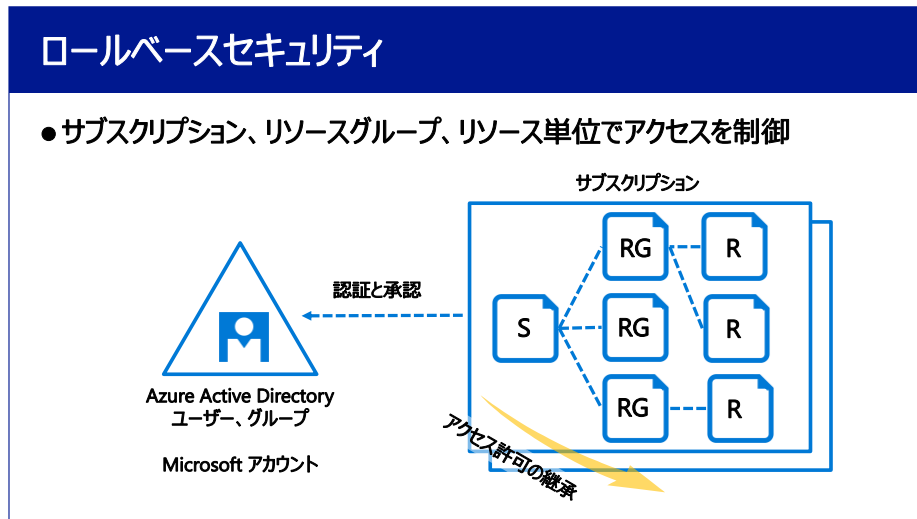 ロールベースセキュリティ
●サブスクリプション、リソースグループ、リソース単位でアクセスを制御
サブスクリプション
RG
R
認証と承認
S
RG
R
Azure Active Directory
ユーザー、グループ
RG
R
アクセス許可の継承
Microsoft アカウント